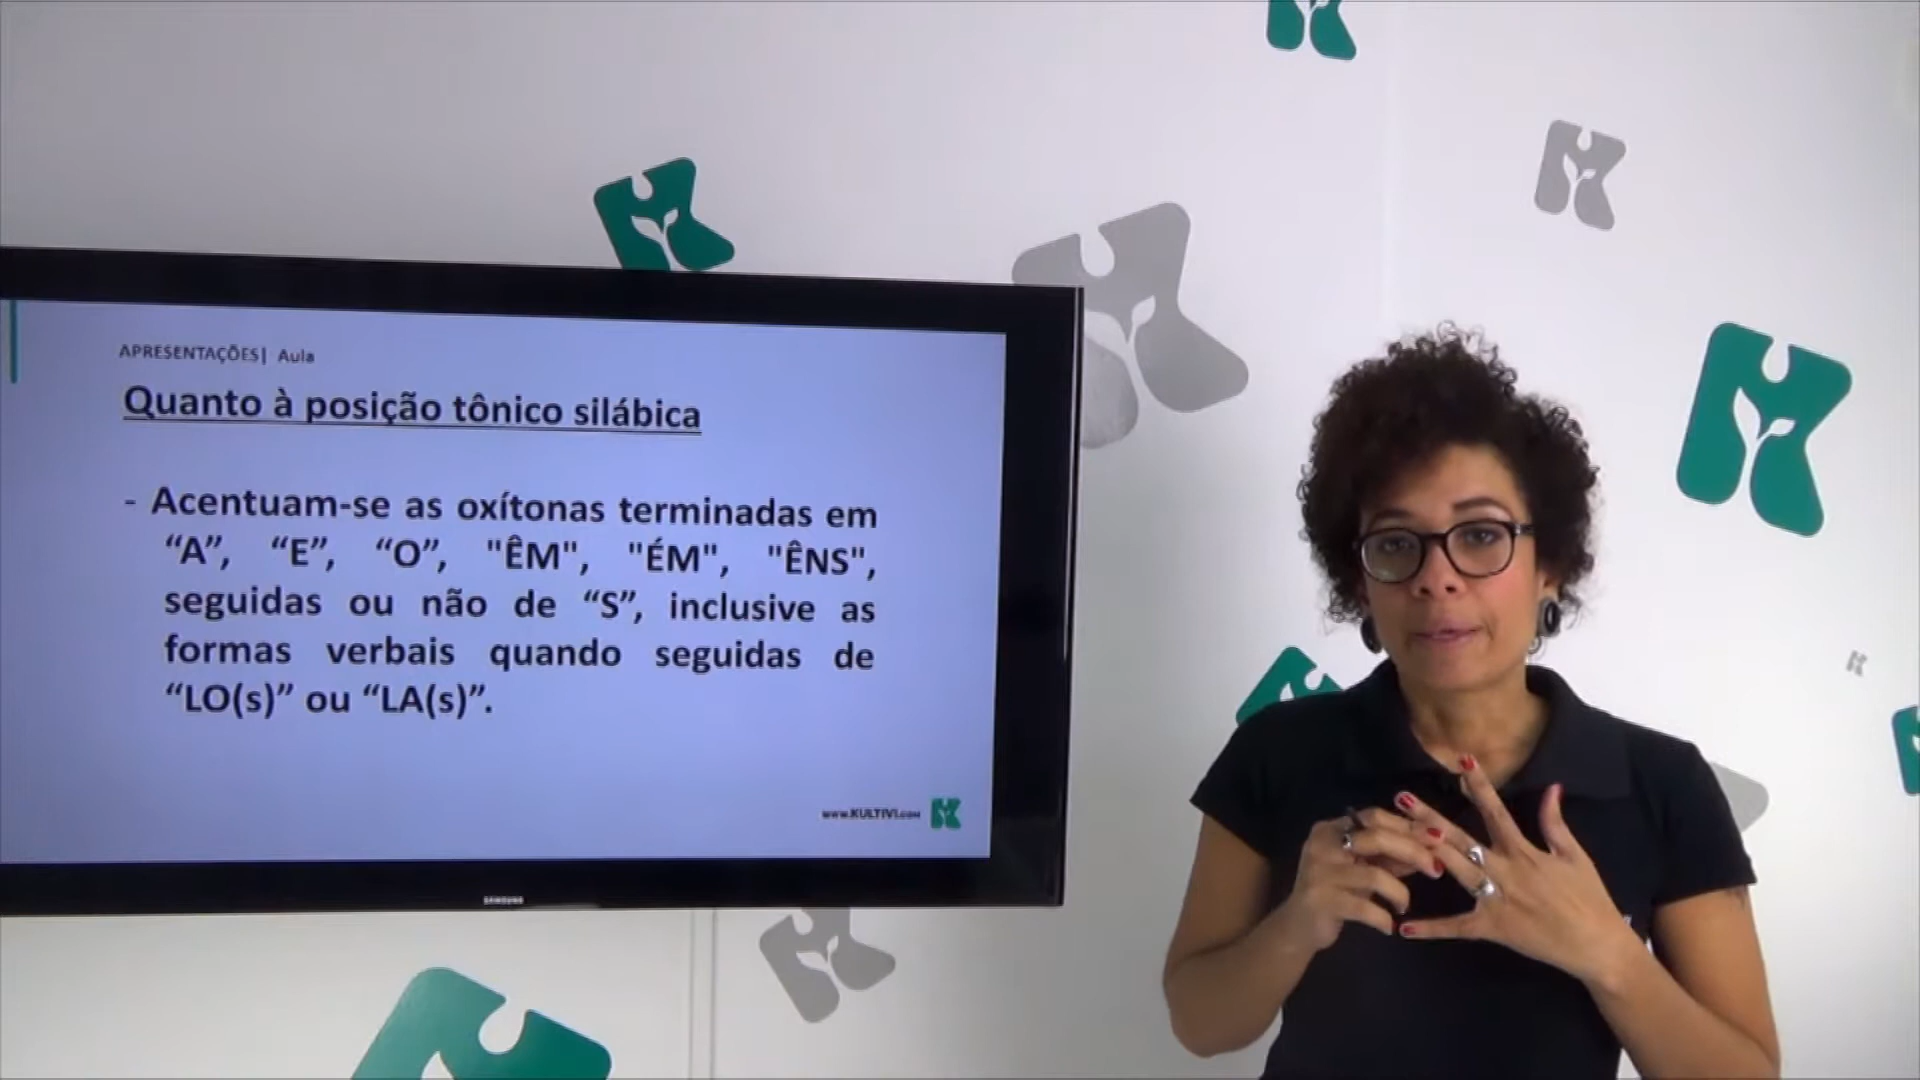 APRESENTAÇÕES| Aula
Quanto à posição tônico silábica
- Acentuam-se as oxítonas terminadas em
“A”, “E”, “O”, "ÊM", "ÉM", "ÊNS",
seguidas ou não de “S”, inclusive as
formas verbais quando seguidas de
“LO(s)” ou “LA(s)”.
www.KULTIVI.com
SAMSUNG